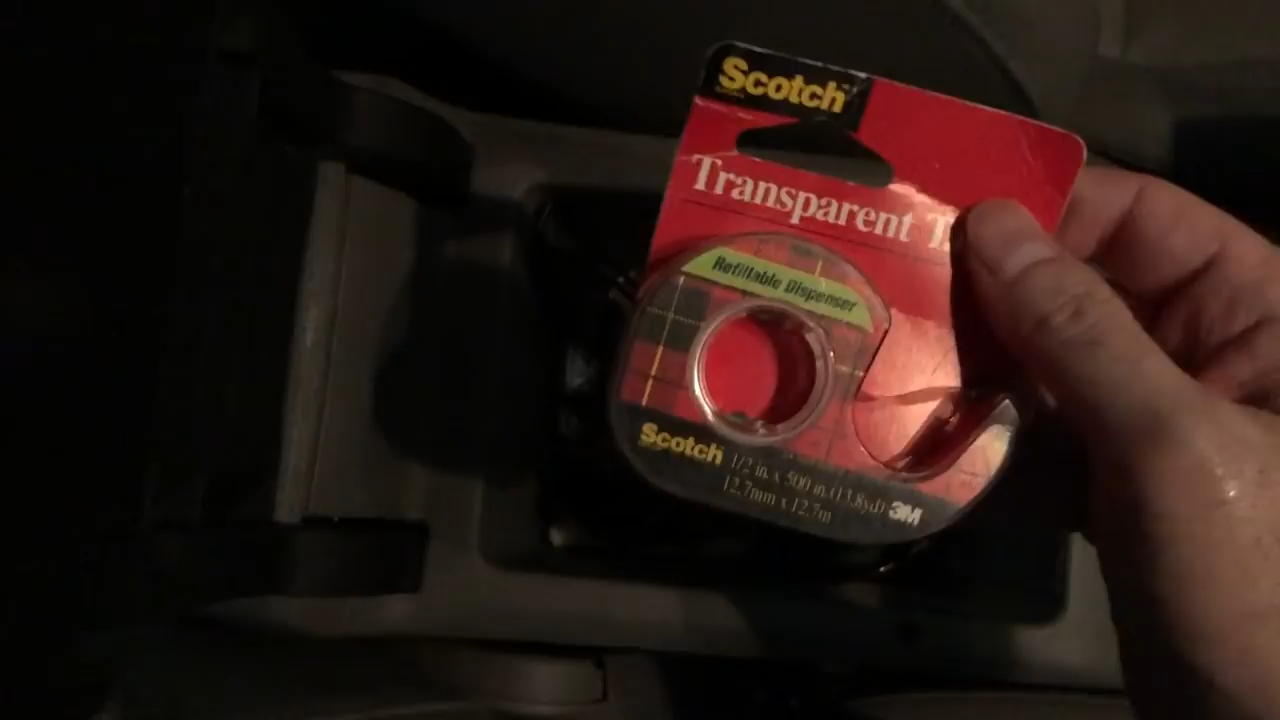 Scotch
Transparent T
Refillable Dispenser
Scotch
1/2 in. x 500 in. (13.8yd)
12.7mm x 12.7m
3M